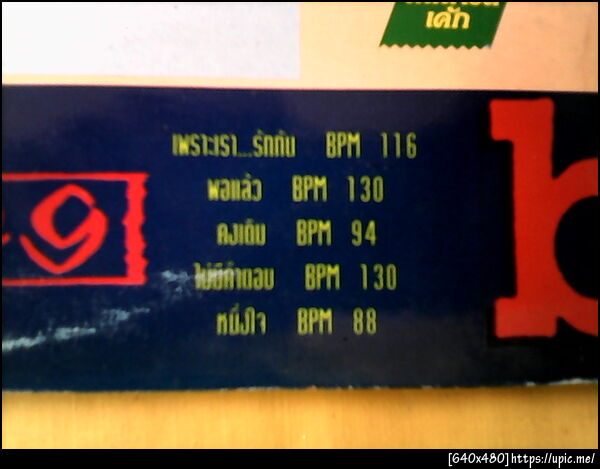 เค้ก
เพราะเรา...รักกัน BPM 116
พอแล้ว BPM 130
คงเดิม BPM 94
ไม่มีคำตอบ BPM 130
หนึ่งใจ BPM 88
b
[640x480]https://upic.me/